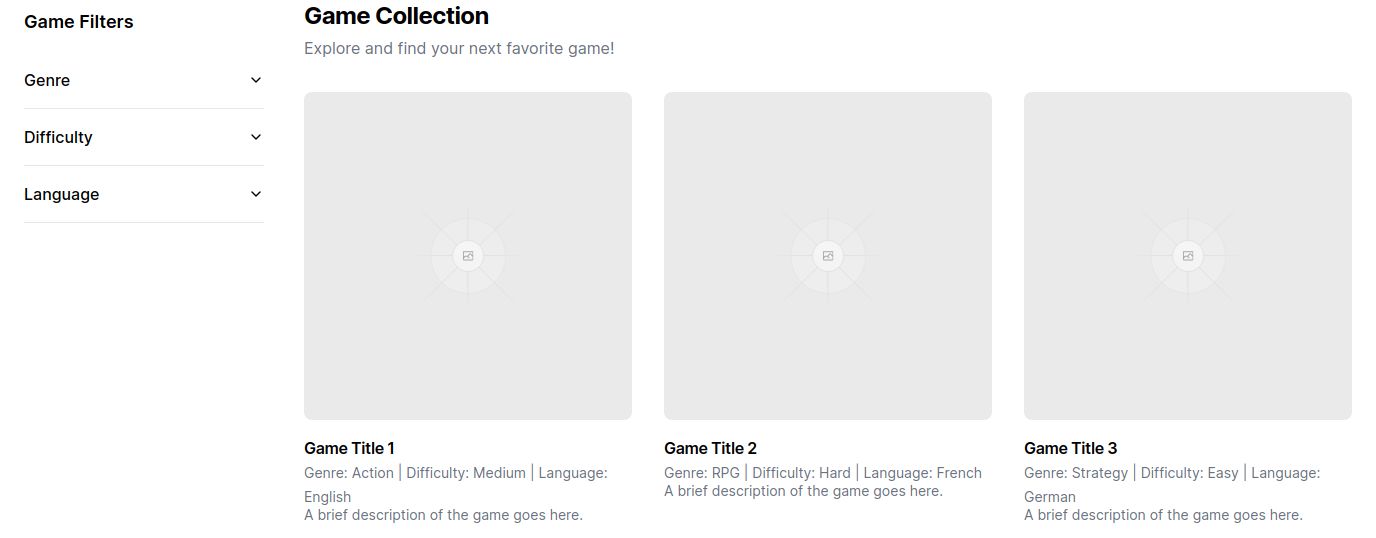 Game Filters
Genre
Difficulty
Language
Game Collection
Explore and find your next favorite game!
Game Title 1
Genre: Action | Difficulty: Medium | Language:
English
A brief description of the game goes here.
Game Title 2
Genre: RPG | Difficulty: Hard | Language: French
A brief description of the game goes here.
Game Title 3
Genre: Strategy | Difficulty: Easy | Language:
German
A brief description of the game goes here.